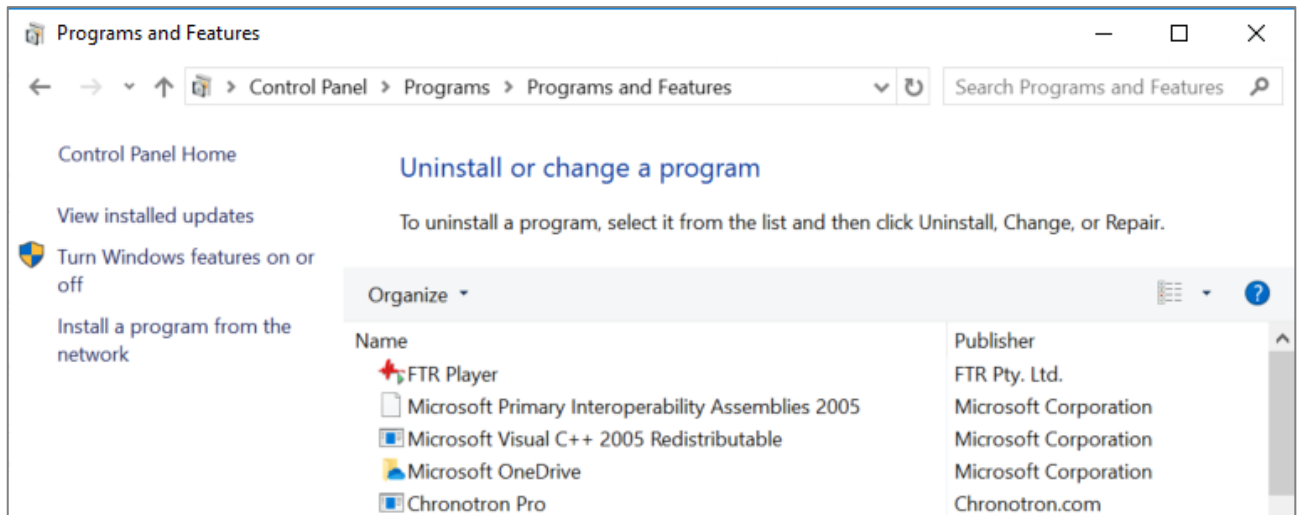 Programs and Features
Control Panel > Programs > Programs and Features
Search Programs and Features
Control Panel Home
View installed updates
Turn Windows features on or
off
Install a program from the
network
Uninstall or change a program
To uninstall a program, select it from the list and then click Uninstall, Change, or Repair.
Organize
Name Publisher
FTR Player FTR Pty. Ltd.
Microsoft Primary Interoperability Assemblies 2005 Microsoft Corporation
Microsoft Visual C++ 2005 Redistributable Microsoft Corporation
Microsoft OneDrive Microsoft Corporation
Chronotron Pro Chronotron.com